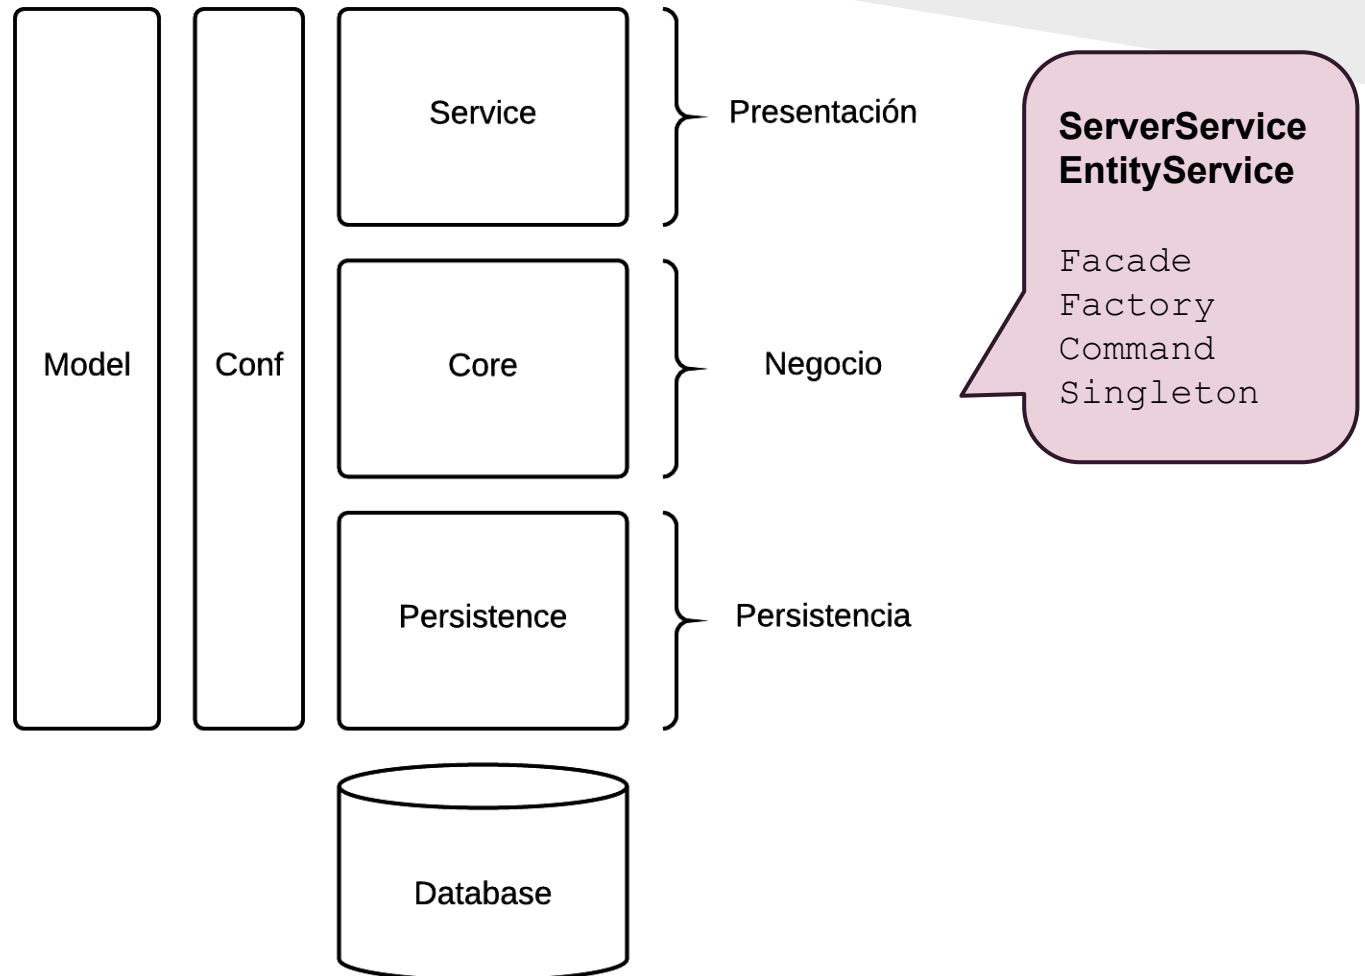 Service
Presentación
ServerService
EntityService
Facade
Factory
Command
Singleton
Model
Conf
Core
Negocio
Persistence
Persistencia
Database